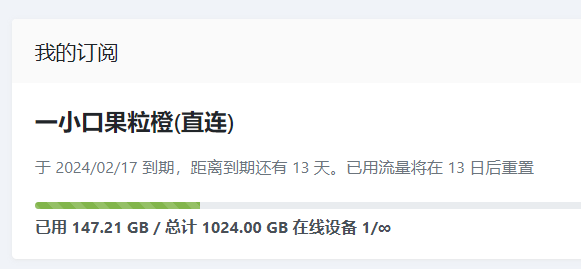 我的订阅
一小口果粒橙(直连)
于 2024/02/17 到期，距离到期还有 13 天。已用流量将在 13 日后重置
已用 147.21 GB / 总计 1024.00 GB 在线设备 1/∞